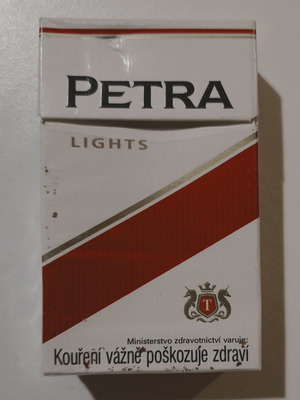 PETRA
LIGHTS
T
Ministerstvo zdravotnictví varuje:
Kouření vážně poškozuje zdraví